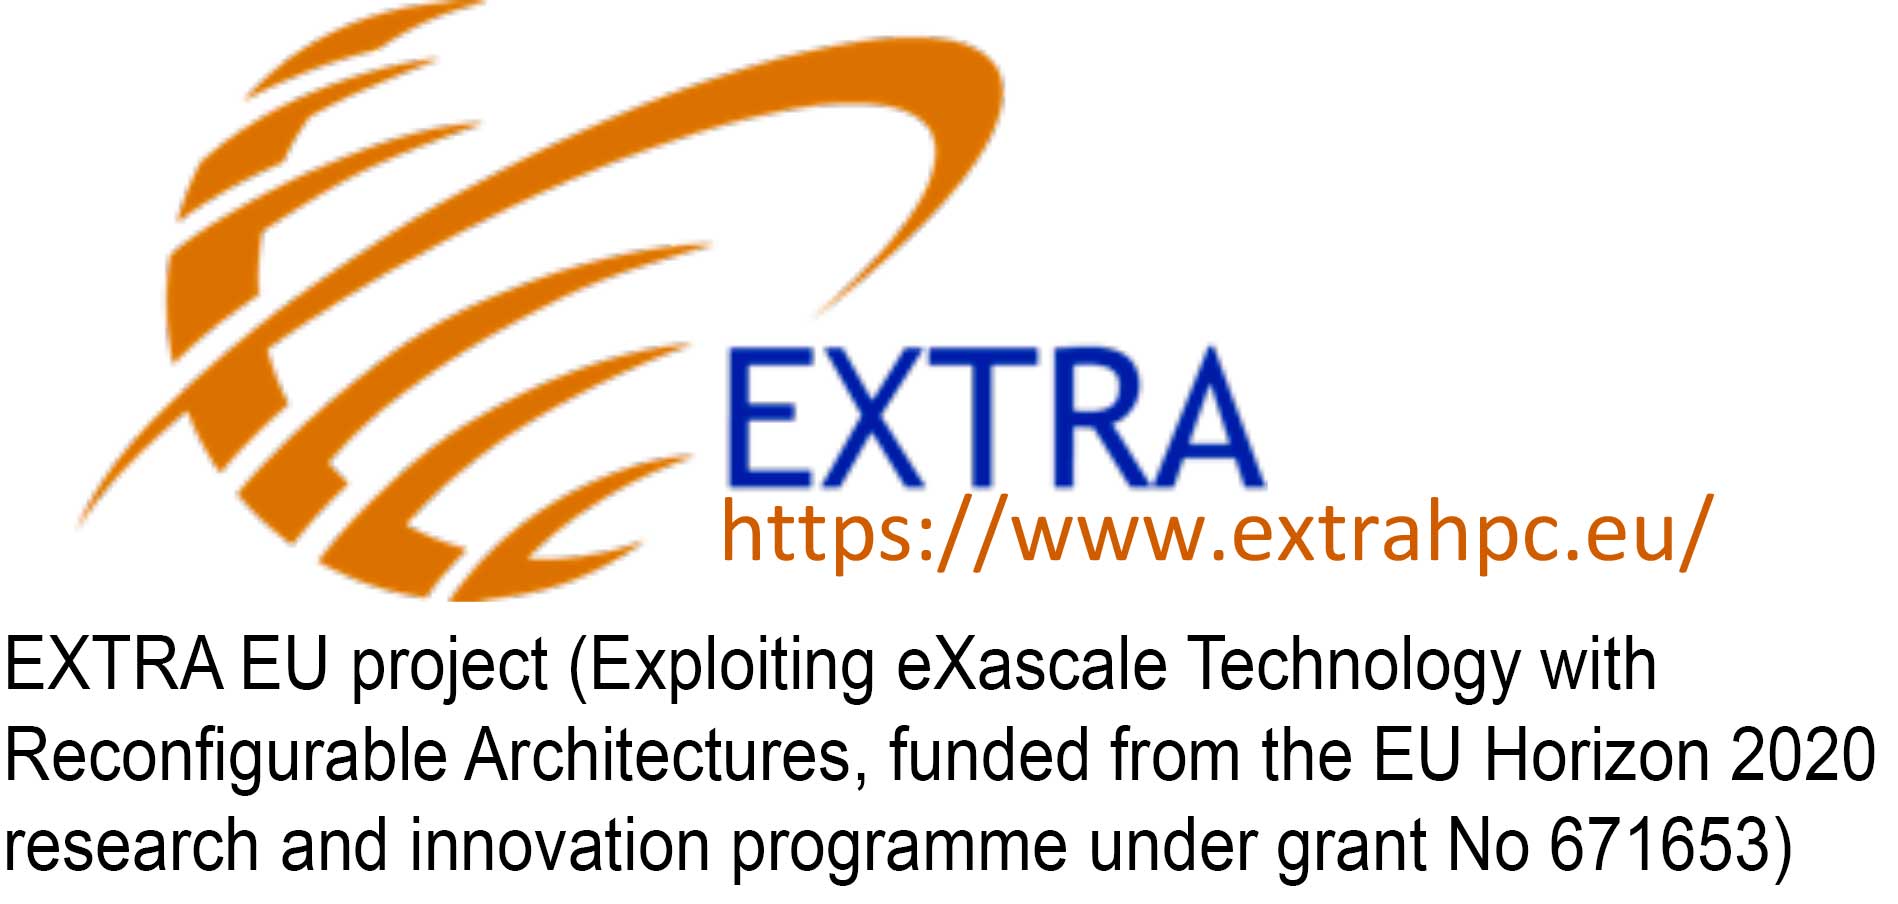 EXTRA
https://www.extrahpc.eu/
EXTRA EU project (Exploiting eXascale Technology with
Reconfigurable Architectures, funded from the EU Horizon 2020
research and innovation programme under grant No 671653)